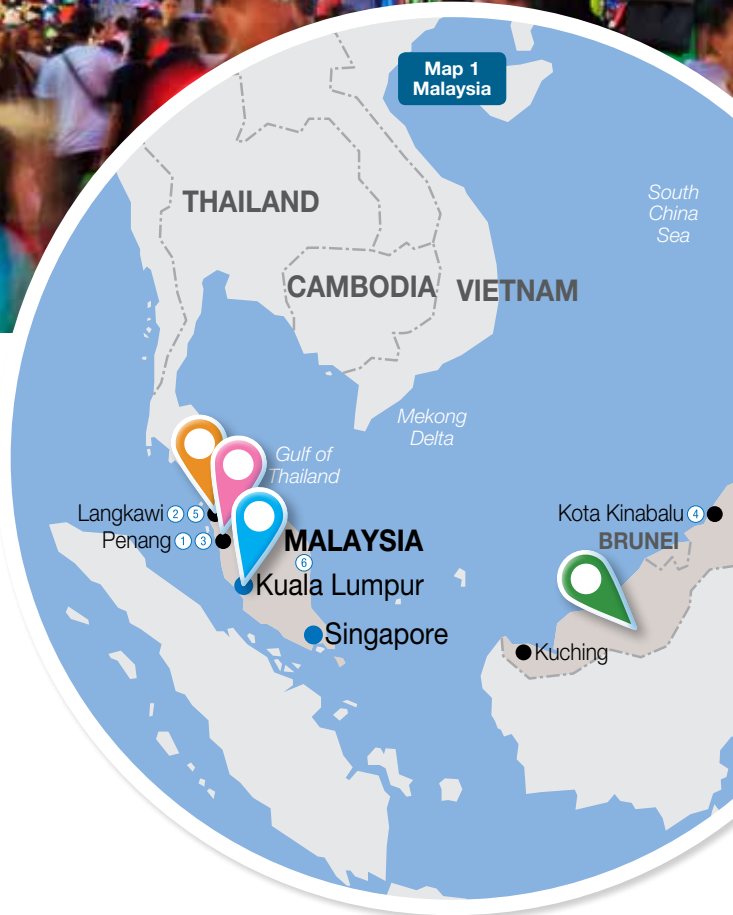 Map 1
Malaysia
South
China
Sea
THAILAND
CAMBODIA
VIETNAM
Mekong
Delta
Gulf of
Thailand
Langkawi 2 5
Penang 1 3
MALAYSIA
6
Kuala Lumpur
Singapore
Kota Kinabalu 4
BRUNEI
Kuching